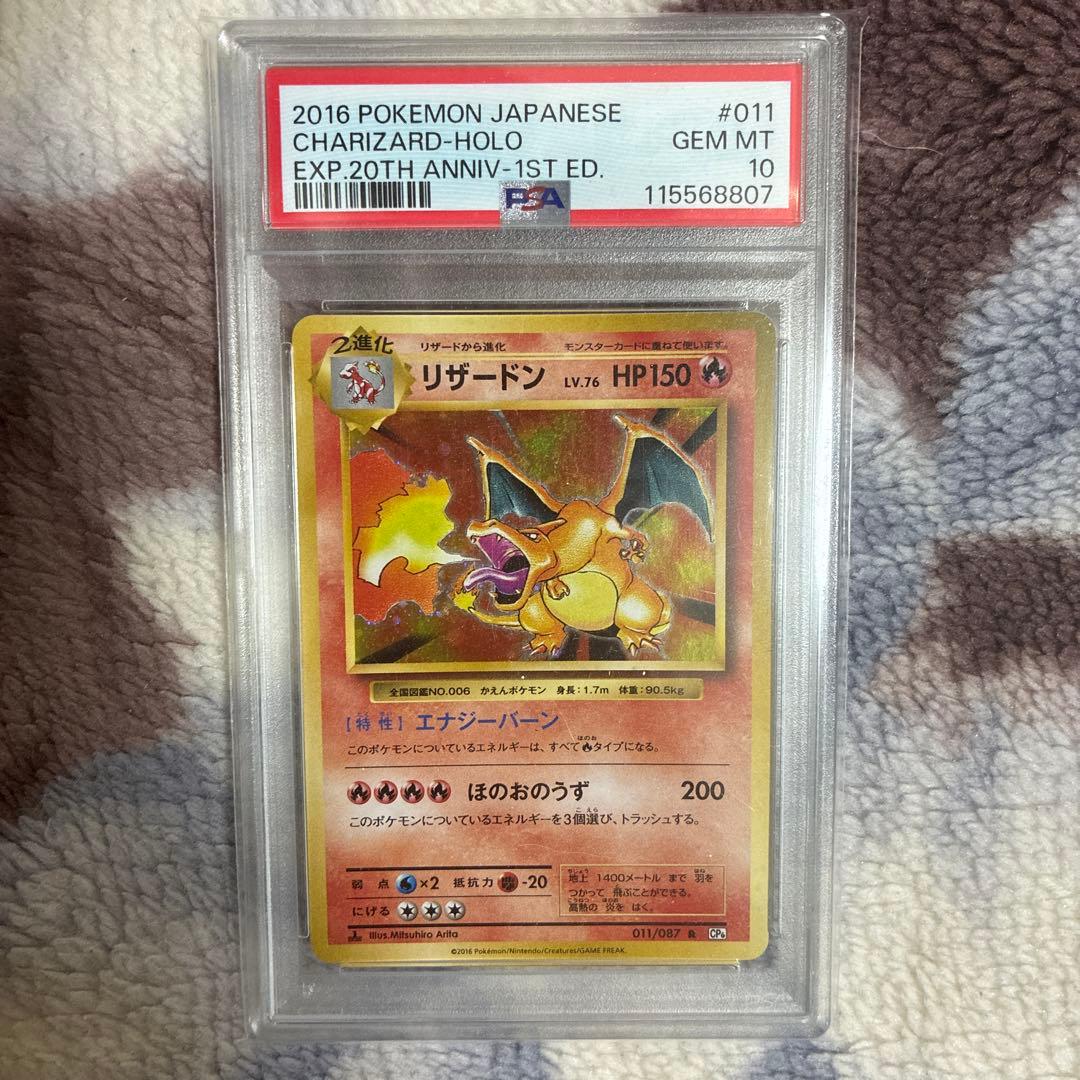 2016 POKEMON JAPANESE #011
CHARIZARD-HOLO GEM MT
EXP.20TH ANNIV-1ST ED. 10
PSA 115568807
2進化 リザードから進化 モンスターカードに重ねて使います。
リザードン LV.76 HP150
全国図鑑NO.006 かえんポケモン 身長:1.7m 体重:90.5kg
[特性] エナジーバーン
このポケモンについているエネルギーは、すべてタイプになる。
ほのおのうず 200
このポケモンについているエネルギーを3個選び、トラッシュする。
弱点 ×2 抵抗力 -20
にげる
地上 1400メートル まで 羽を
つかって 飛ぶことができる。
高熱の 炎を はく。
Illus.Mitsuhiro Arita 011/087 R CP6
©2016 Pokémon/Nintendo/Creatures/GAME FREAK.